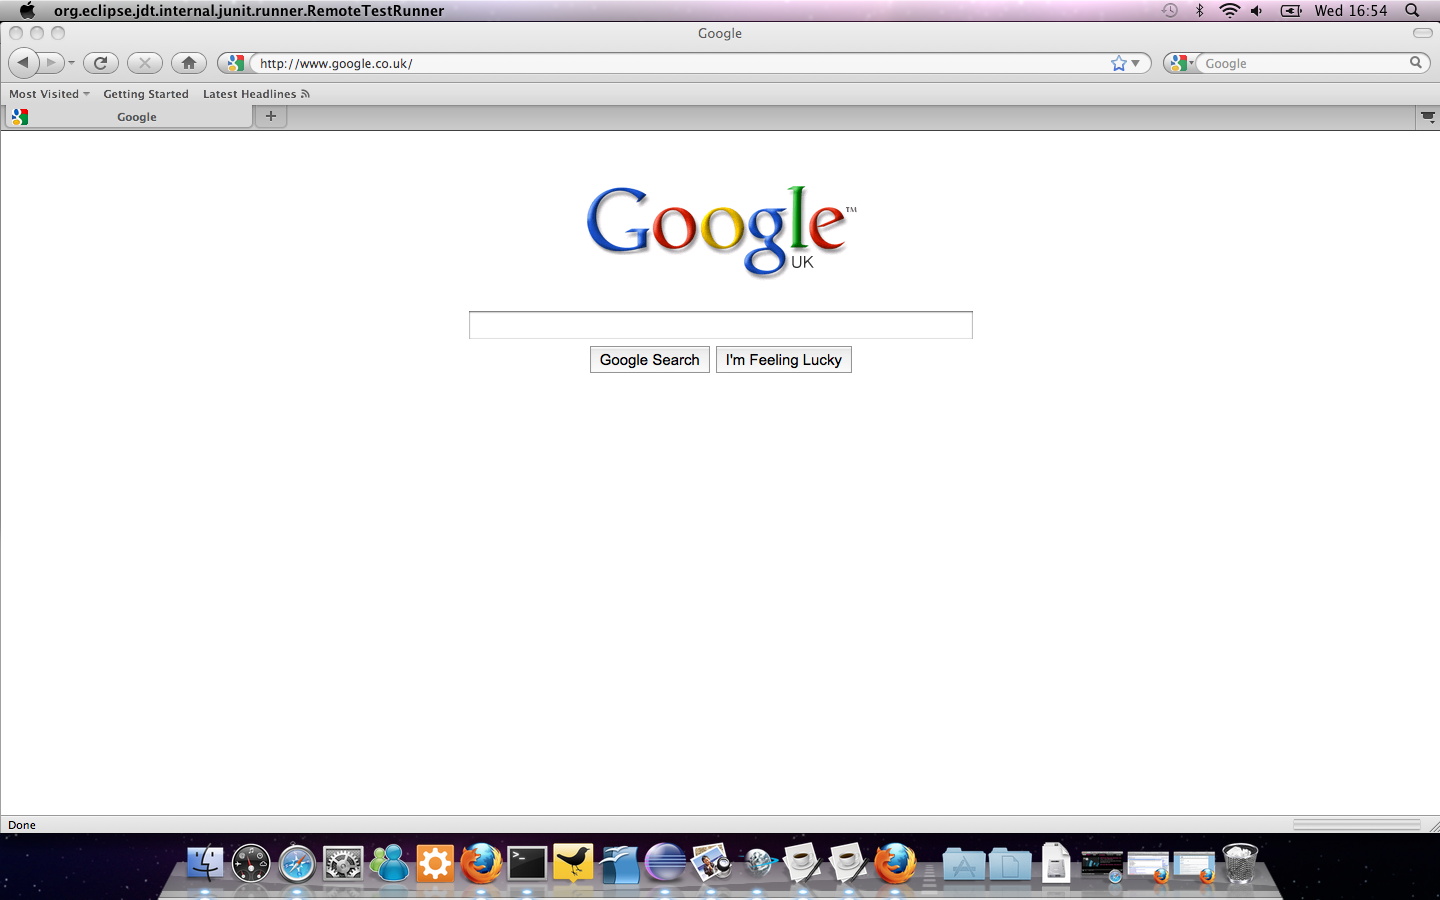 org.eclipse.jdt.internal.junit.runner.RemoteTestRunner
Wed 16:54
Google
http://www.google.co.uk/
Google
Most Visited
Getting Started
Latest Headlines
Google
Google™
UK
Google Search
I'm Feeling Lucky
Done